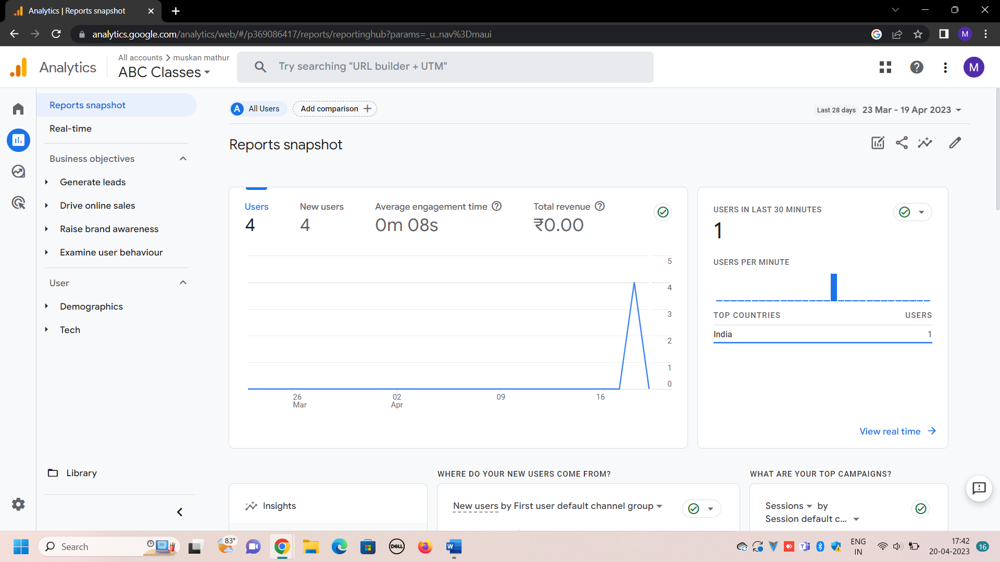 Analytics | Reports snapshot
analytics.google.com/analytics/web/#/p369086417/reports/reportinghub?params=_u..nav%3Dmaui
M
Analytics
All accounts > muskan mathur
ABC Classes
Try searching "URL builder + UTM"
M
Reports snapshot
Real-time
Business objectives
Generate leads
Drive online sales
Raise brand awareness
Examine user behaviour
User
Demographics
Tech
Library
A All Users
Add comparison +
Last 28 days 23 Mar - 19 Apr 2023
Reports snapshot
Users
4
New users
4
Average engagement time
0m 08s
Total revenue
₹0.00
5
4
3
2
1
0
26
Mar
02
Apr
09
16
USERS IN LAST 30 MINUTES
1
USERS PER MINUTE
TOP COUNTRIES USERS
India 1
View real time
Insights
WHERE DO YOUR NEW USERS COME FROM?
New users by First user default channel group
WHAT ARE YOUR TOP CAMPAIGNS?
Sessions by
Session default c...
Search
83°
DELL
W
ENG
IN
17:42
20-04-2023
16